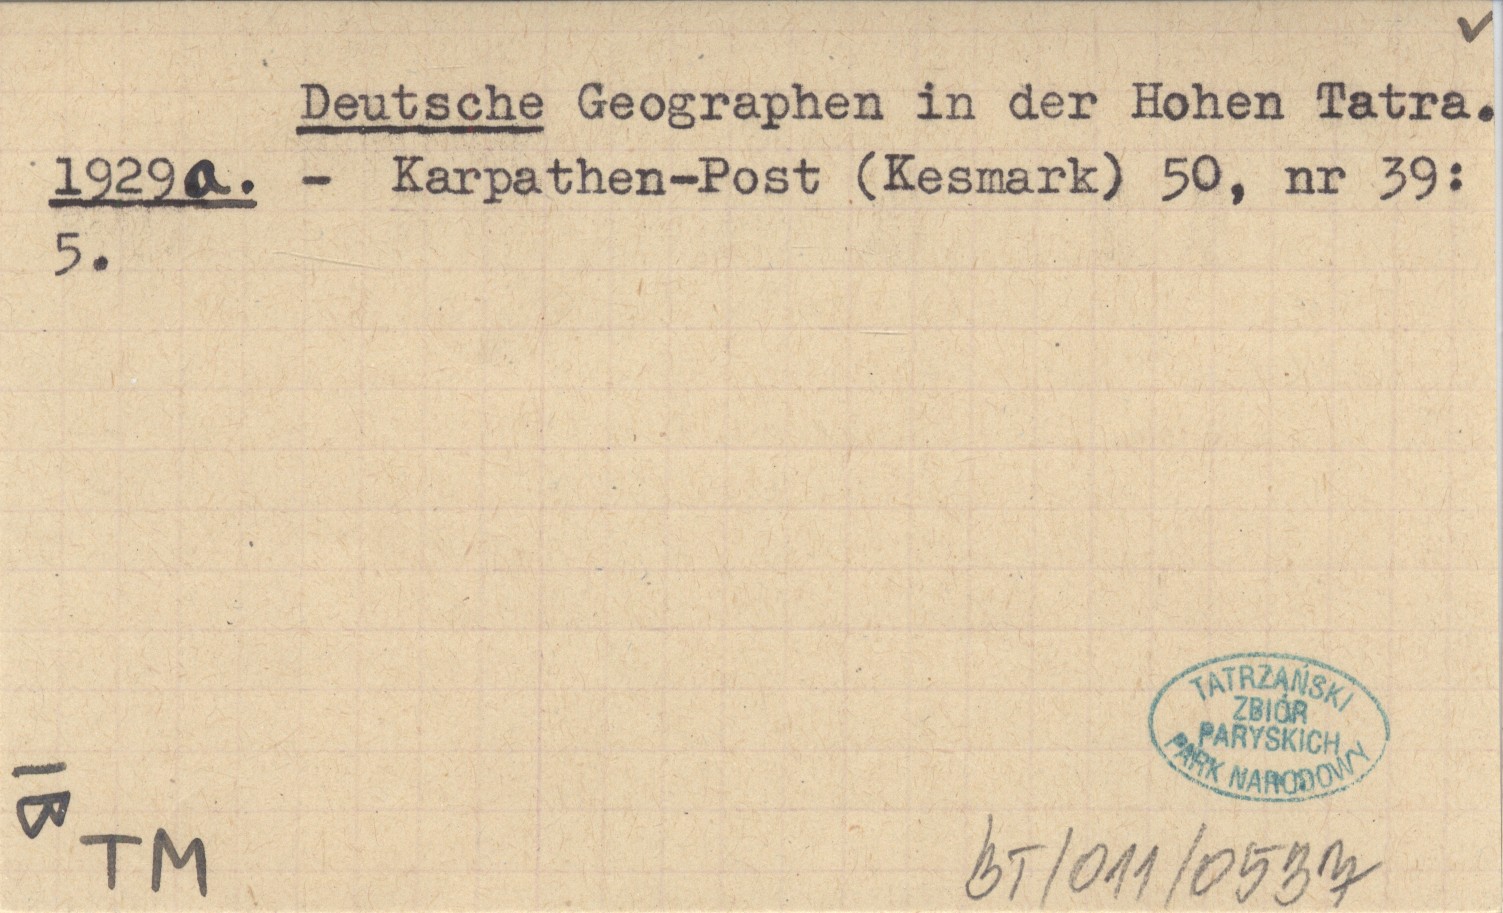 ✓
Deutsche Geographen in der Hohen Tatra.
1929a. - Karpathen-Post (Kesmark) 50, nr 39:
5.
TATRZAŃSKI
ZBIÓR
PARYSKICH
PARK NARODOWY
IB
TM
BT/011/0537